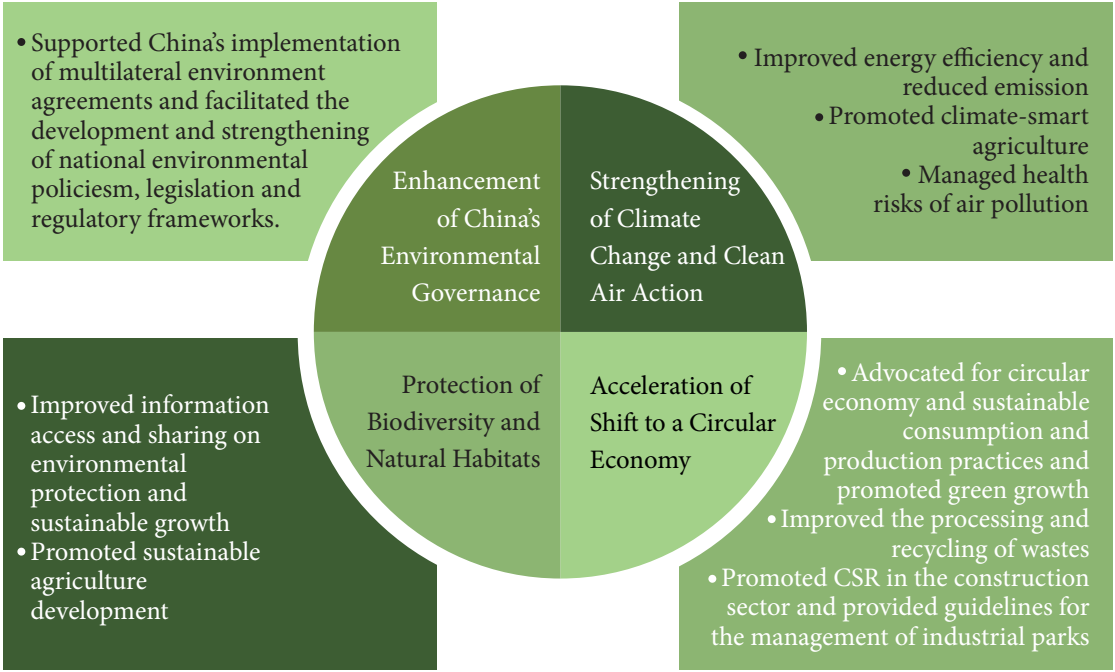 • Supported China's implementation
of multilateral environment
agreements and facilitated the
development and strengthening
of national environmental
policiesm, legislation and
regulatory frameworks.
• Improved energy efficiency and
reduced emission
• Promoted climate-smart
agriculture
• Managed health
risks of air pollution
Enhancement
of China's
Environmental
Governance
Strengthening
of Climate
Change and Clean
Air Action
Protection of
Biodiversity and
Natural Habitats
Acceleration of
Shift to a Circular
Economy
• Improved information
access and sharing on
environmental
protection and
sustainable growth
• Promoted sustainable
agriculture
development
• Advocated for circular
economy and sustainable
consumption and
production practices and
promoted green growth
• Improved the processing and
recycling of wastes
• Promoted CSR in the construction
sector and provided guidelines for
the management of industrial parks